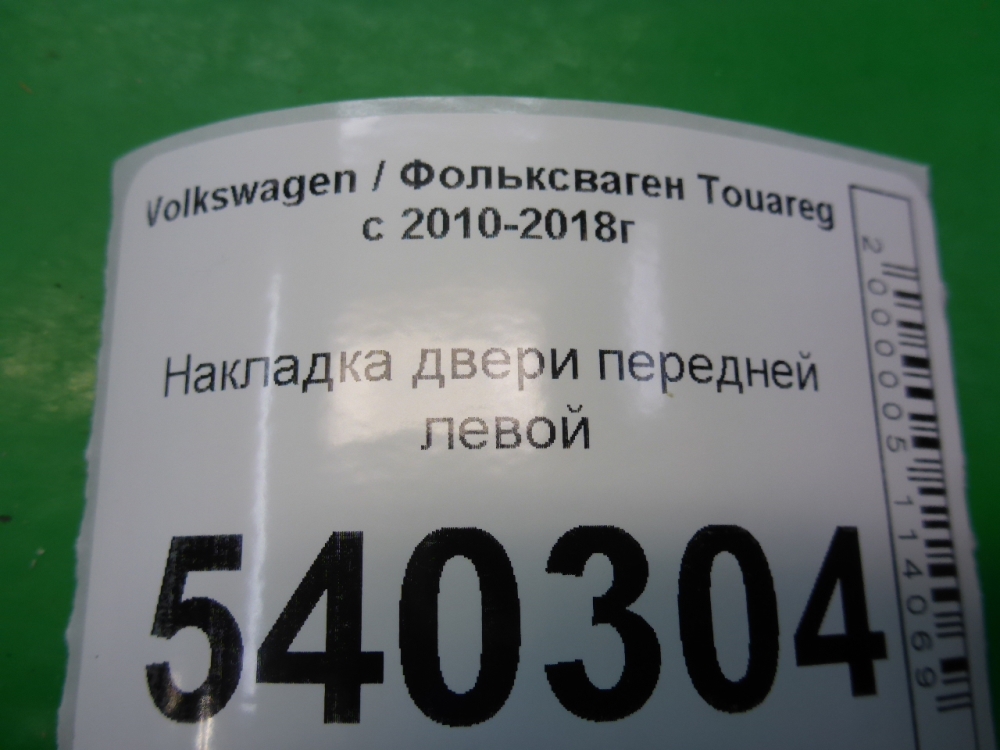 Volkswagen / Фольксваген Touareg
с 2010-2018г
Накладка двери передней
левой
540304
2000005114069